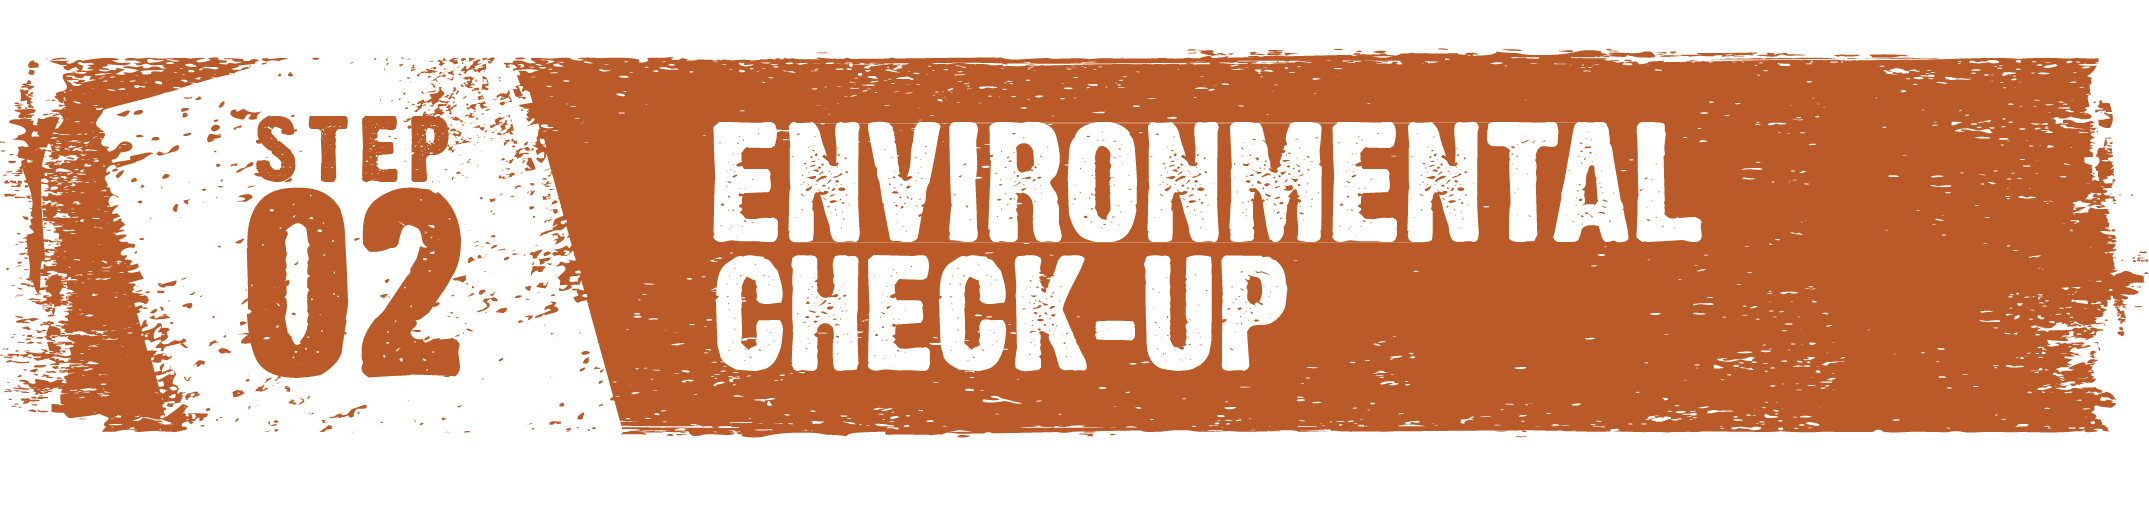 STEP
02
ENVIRONMENTAL
CHECK-UP